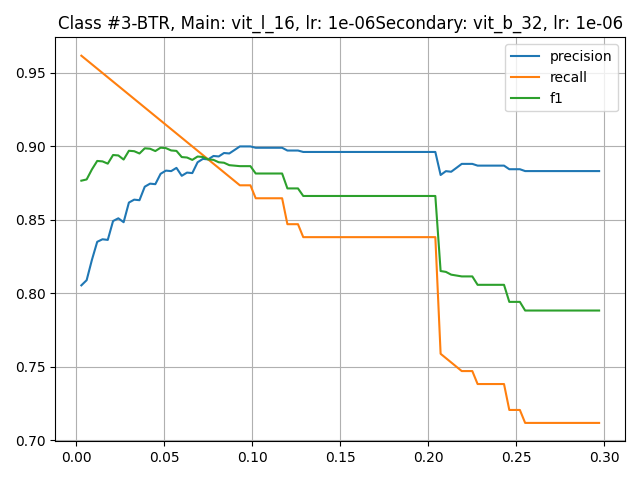 Class #3-BTR, Main: vit_l_16, lr: 1e-06Secondary: vit_b_32, lr: 1e-06
precision
recall
f1
0.95
0.90
0.85
0.80
0.75
0.70
0.00 0.05 0.10 0.15 0.20 0.25 0.30